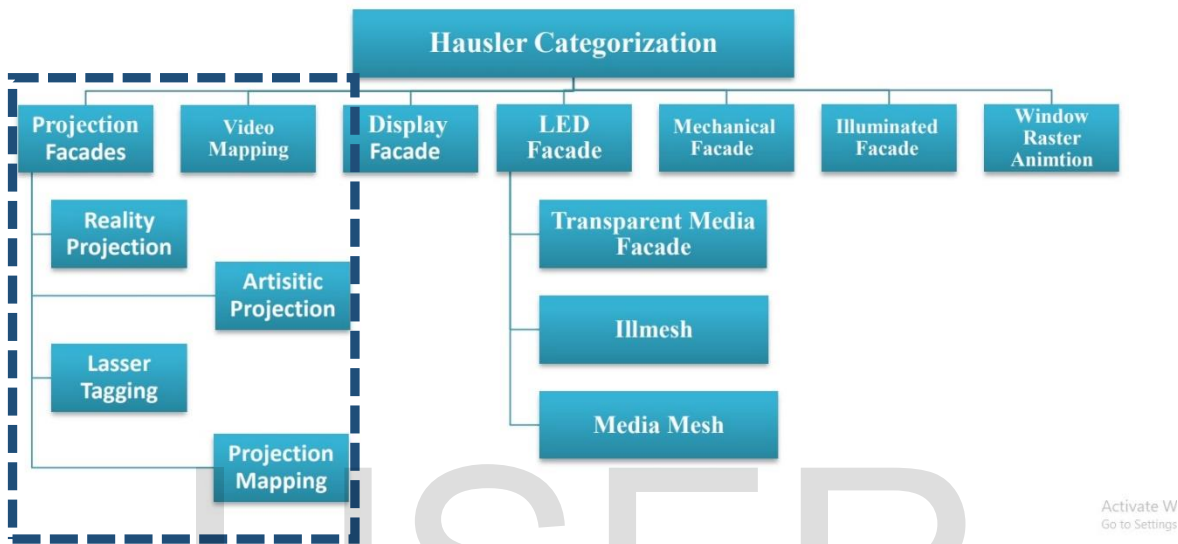 Hausler Categorization
Projection
Facades
Video
Mapping
Display
Facade
LED
Facade
Mechanical
Facade
Illuminated
Facade
Window
Raster
Animtion
Reality
Projection
Artisitic
Projection
Lasser
Tagging
Projection
Mapping
Transparent Media
Facade
Illmesh
Media Mesh
IJSER
Activate W
Go to Settings